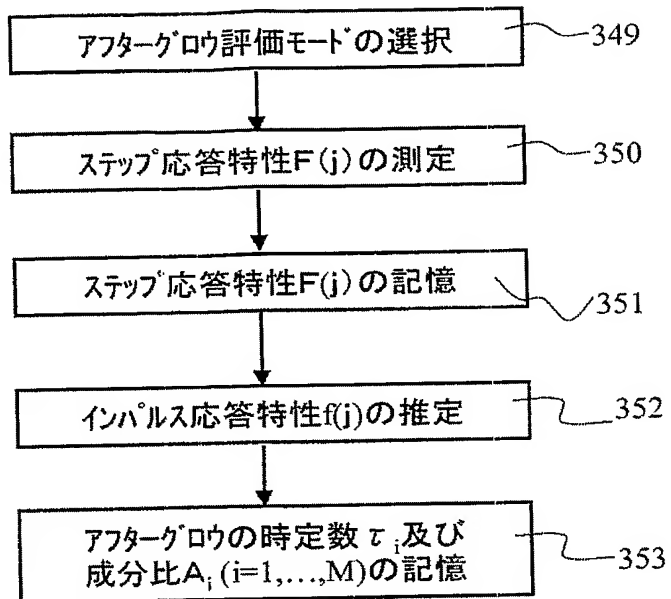 アフターグロウ評価モードの選択
349
ステップ応答特性F(j)の測定
350
ステップ応答特性F(j)の記憶
351
インパルス応答特性f(j)の推定
352
アフターグロウの時定数τi及び
成分比Ai (i=1,...,M)の記憶
353